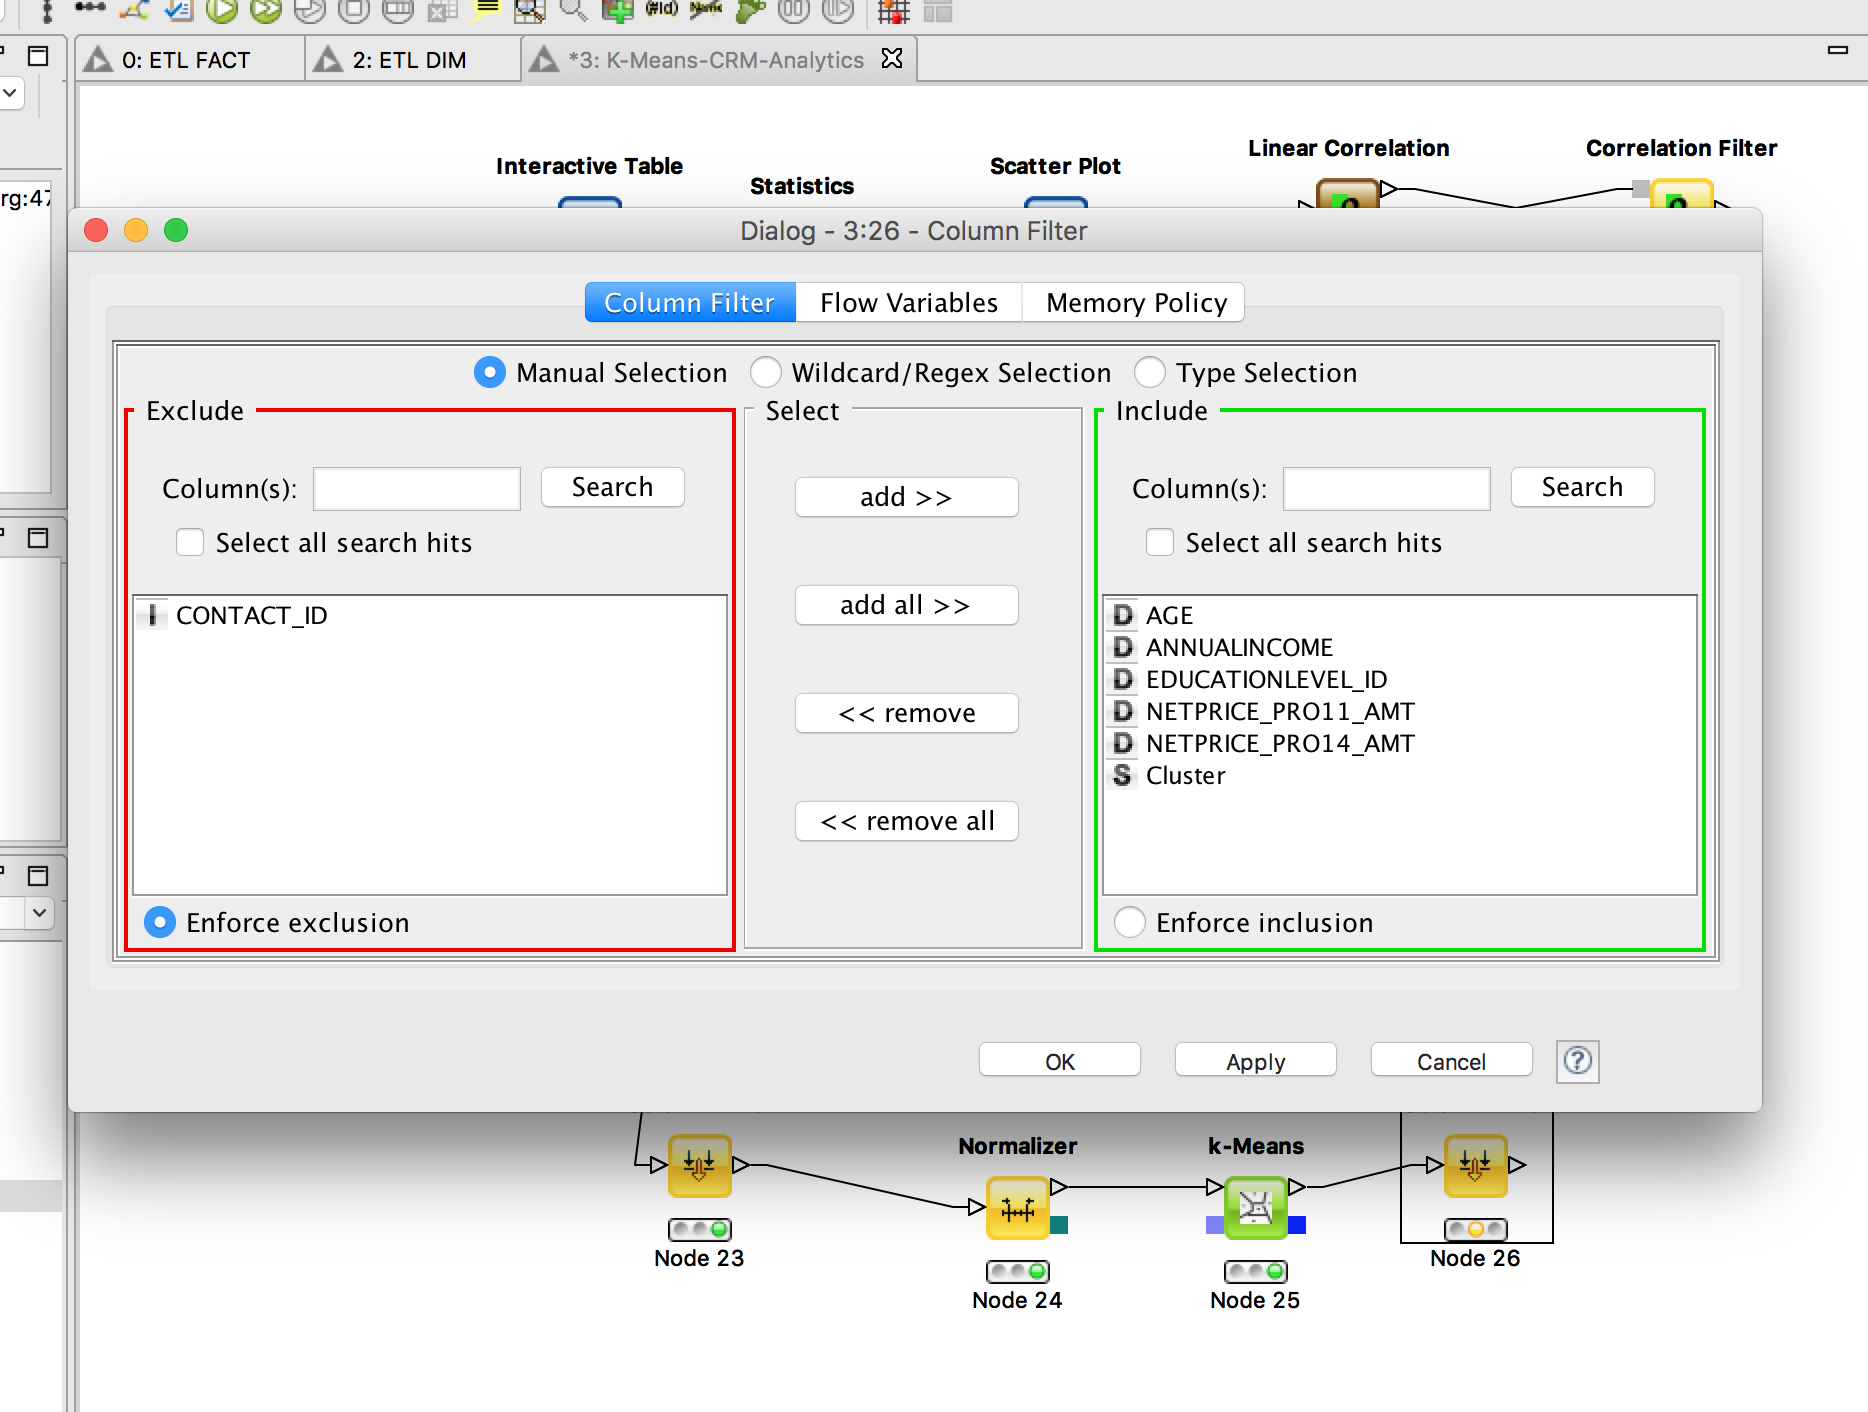 (#Id)
0: ETL FACT
2: ETL DIM
*3: K-Means-CRM-Analytics
rg:47
Interactive Table
Statistics
Scatter Plot
Linear Correlation
Correlation Filter
Dialog - 3:26 - Column Filter
Column Filter
Flow Variables
Memory Policy
Manual Selection
Wildcard/Regex Selection
Type Selection
Exclude
Column(s):
Search
Select all search hits
I CONTACT_ID
Enforce exclusion
Select
add >>
add all >>
<< remove
<< remove all
Include
Column(s):
Search
Select all search hits
D AGE
D ANNUALINCOME
D EDUCATIONLEVEL_ID
D NETPRICE_PRO11_AMT
D NETPRICE_PRO14_AMT
S Cluster
Enforce inclusion
OK
Apply
Cancel
?
Normalizer
k-Means
Node 23
Node 24
Node 25
Node 26